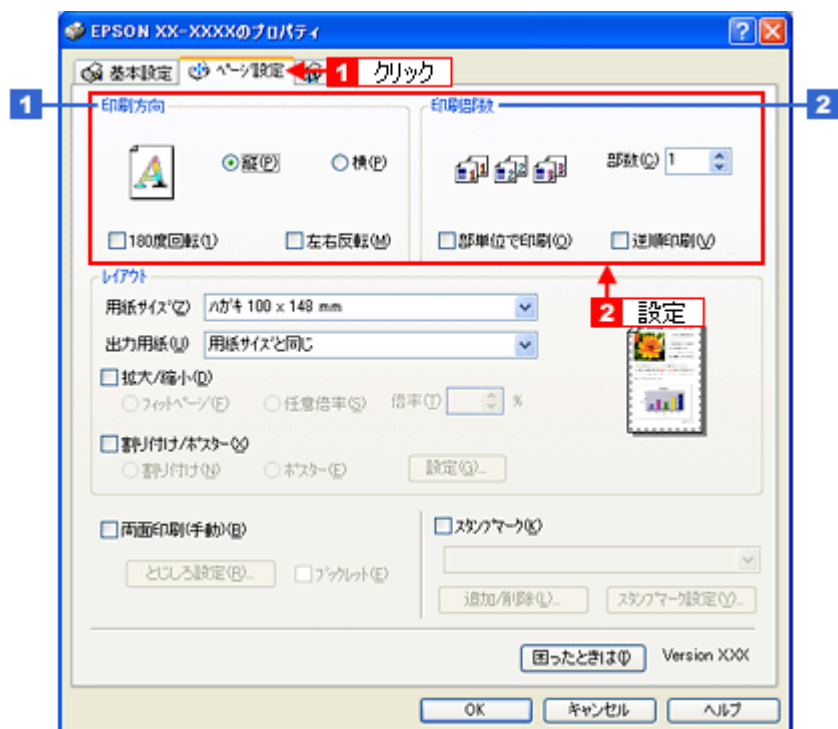 EPSON XX-XXXXのプロパティ
基本設定 ページ設定 1 クリック
1 印刷方向 印刷部数 2
縦(P) 横(P) 部数(C) 1
180度回転(1) 左右反転(M) 部単位で印刷(O) 逆順印刷(V)
レイアウト
2 設定
用紙サイズ(Z) ハガキ 100 x 148 mm
出力用紙(U) 用紙サイズと同じ
拡大/縮小(D)
フィットページ(F) 任意倍率(S) 倍率(T) %
割り付け/ポスター(X)
割り付け(N) ポスター(E) 設定(G)...
両面印刷(手動)(B) スタンプマーク(K)
とじしろ設定(R)... ブックレット(E)
追加/削除(L)... スタンプマーク設定(Y)...
困ったときは(I) Version XXX
OK キャンセル ヘルプ